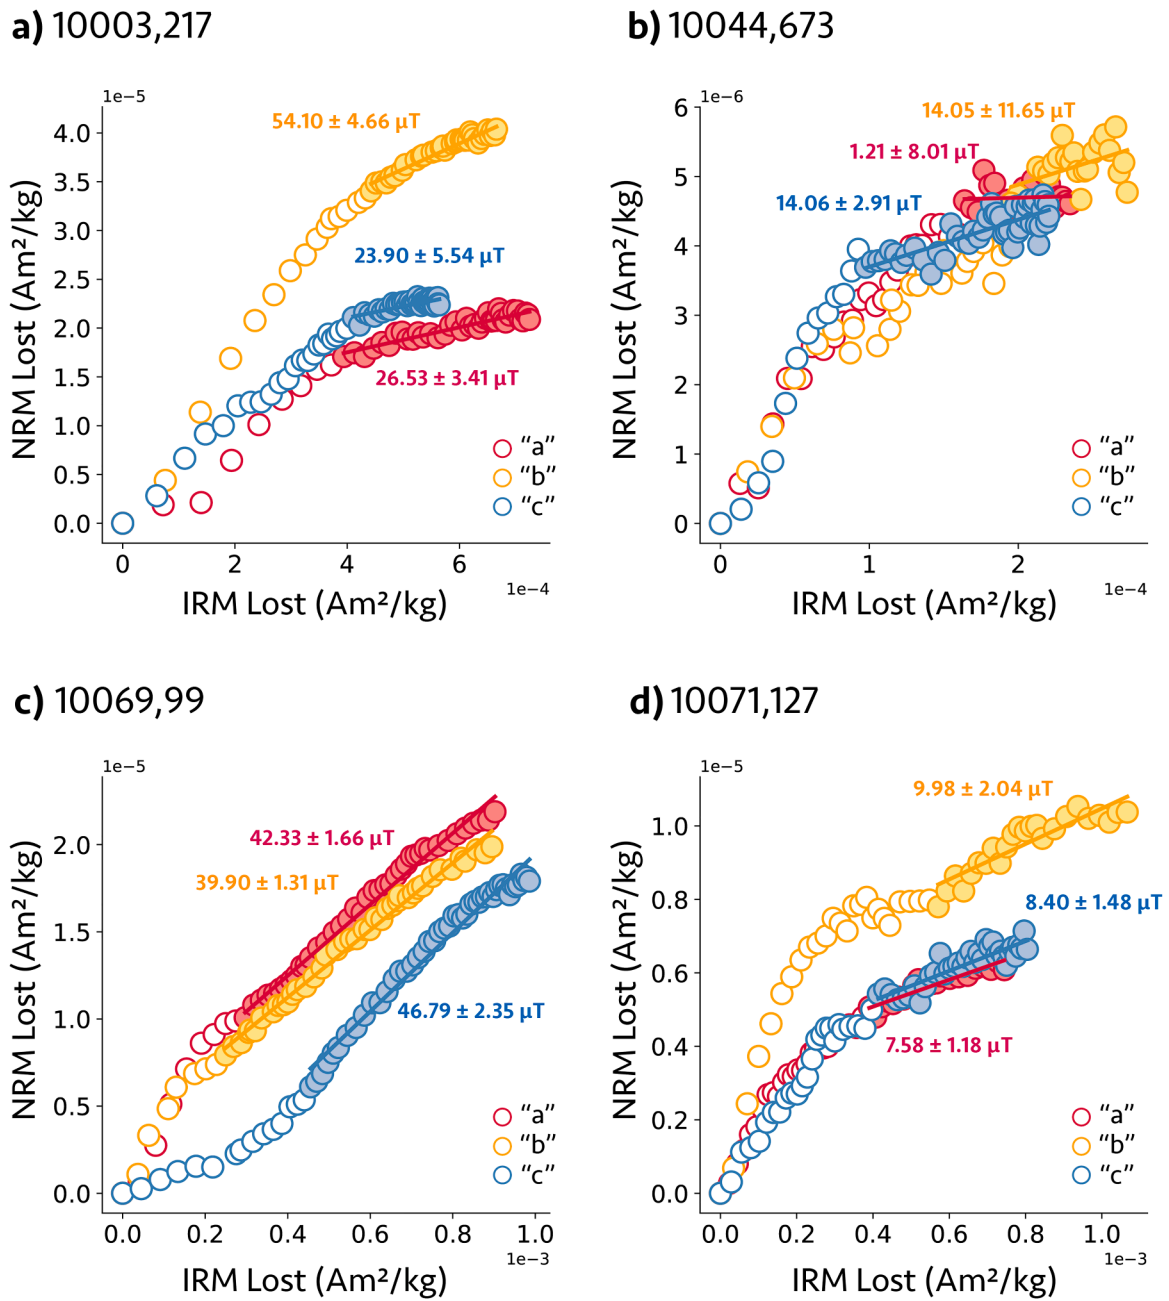 a) 10003,217
1e−5
54.10 ± 4.66 µT
23.90 ± 5.54 µT
26.53 ± 3.41 µT
4.0
3.5
3.0
2.5
2.0
1.5
1.0
0.5
0.0
NRM Lost (Am²/kg)
“a”
“b”
“c”
0 2 4 6
1e−4
IRM Lost (Am²/kg)
b) 10044,673
1e−6
14.05 ± 11.65 µT
1.21 ± 8.01 µT
14.06 ± 2.91 µT
6
5
4
3
2
1
0
NRM Lost (Am²/kg)
“a”
“b”
“c”
0 1 2
1e−4
IRM Lost (Am²/kg)
c) 10069,99
1e−5
42.33 ± 1.66 µT
39.90 ± 1.31 µT
46.79 ± 2.35 µT
2.0
1.5
1.0
0.5
0.0
NRM Lost (Am²/kg)
“a”
“b”
“c”
0.0 0.2 0.4 0.6 0.8 1.0
1e−3
IRM Lost (Am²/kg)
d) 10071,127
1e−5
9.98 ± 2.04 µT
8.40 ± 1.48 µT
7.58 ± 1.18 µT
1.0
0.8
0.6
0.4
0.2
0.0
NRM Lost (Am²/kg)
“a”
“b”
“c”
0.0 0.2 0.4 0.6 0.8 1.0
1e−3
IRM Lost (Am²/kg)